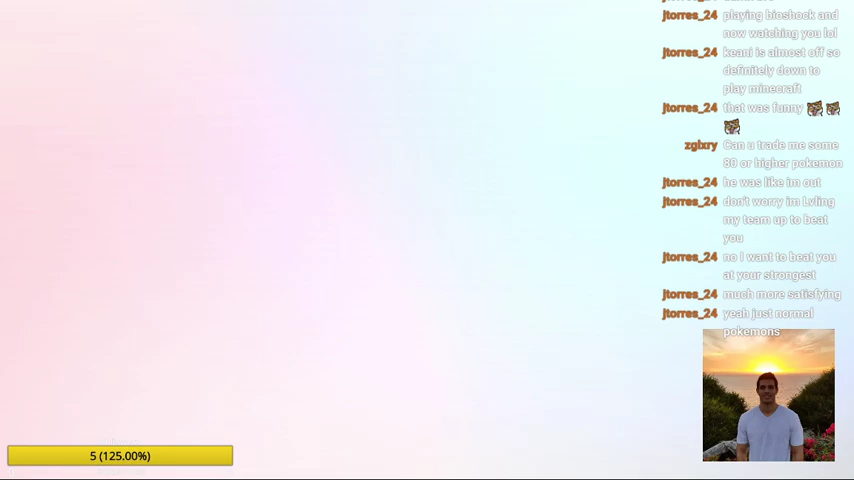 jtorres_24 playing bioshock and
now watching you lol
jtorres_24 keani is almost off so
definitely down to
play minecraft
jtorres_24 that was funny
zglxry Can u trade me some
80 or higher pokemon
jtorres_24 he was like im out
jtorres_24 don't worry im Lvling
my team up to beat
you
jtorres_24 no I want to beat you
at your strongest
jtorres_24 much more satisfying
jtorres_24 yeah just normal
pokemons
5 (125.00%)